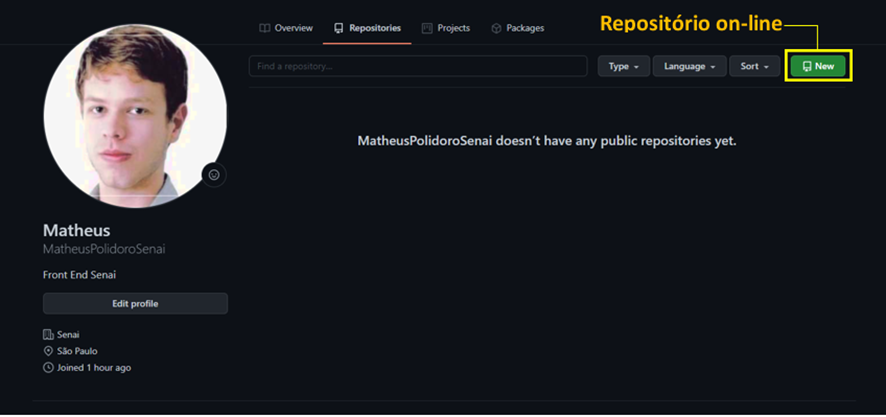 Repositório on-line
Overview Repositories Projects Packages
Find a repository... Type Language Sort New
MatheusPolidoroSenai doesn't have any public repositories yet.
Matheus
MatheusPolidoroSenai
Front End Senai
Edit profile
Senai
São Paulo
Joined 1 hour ago